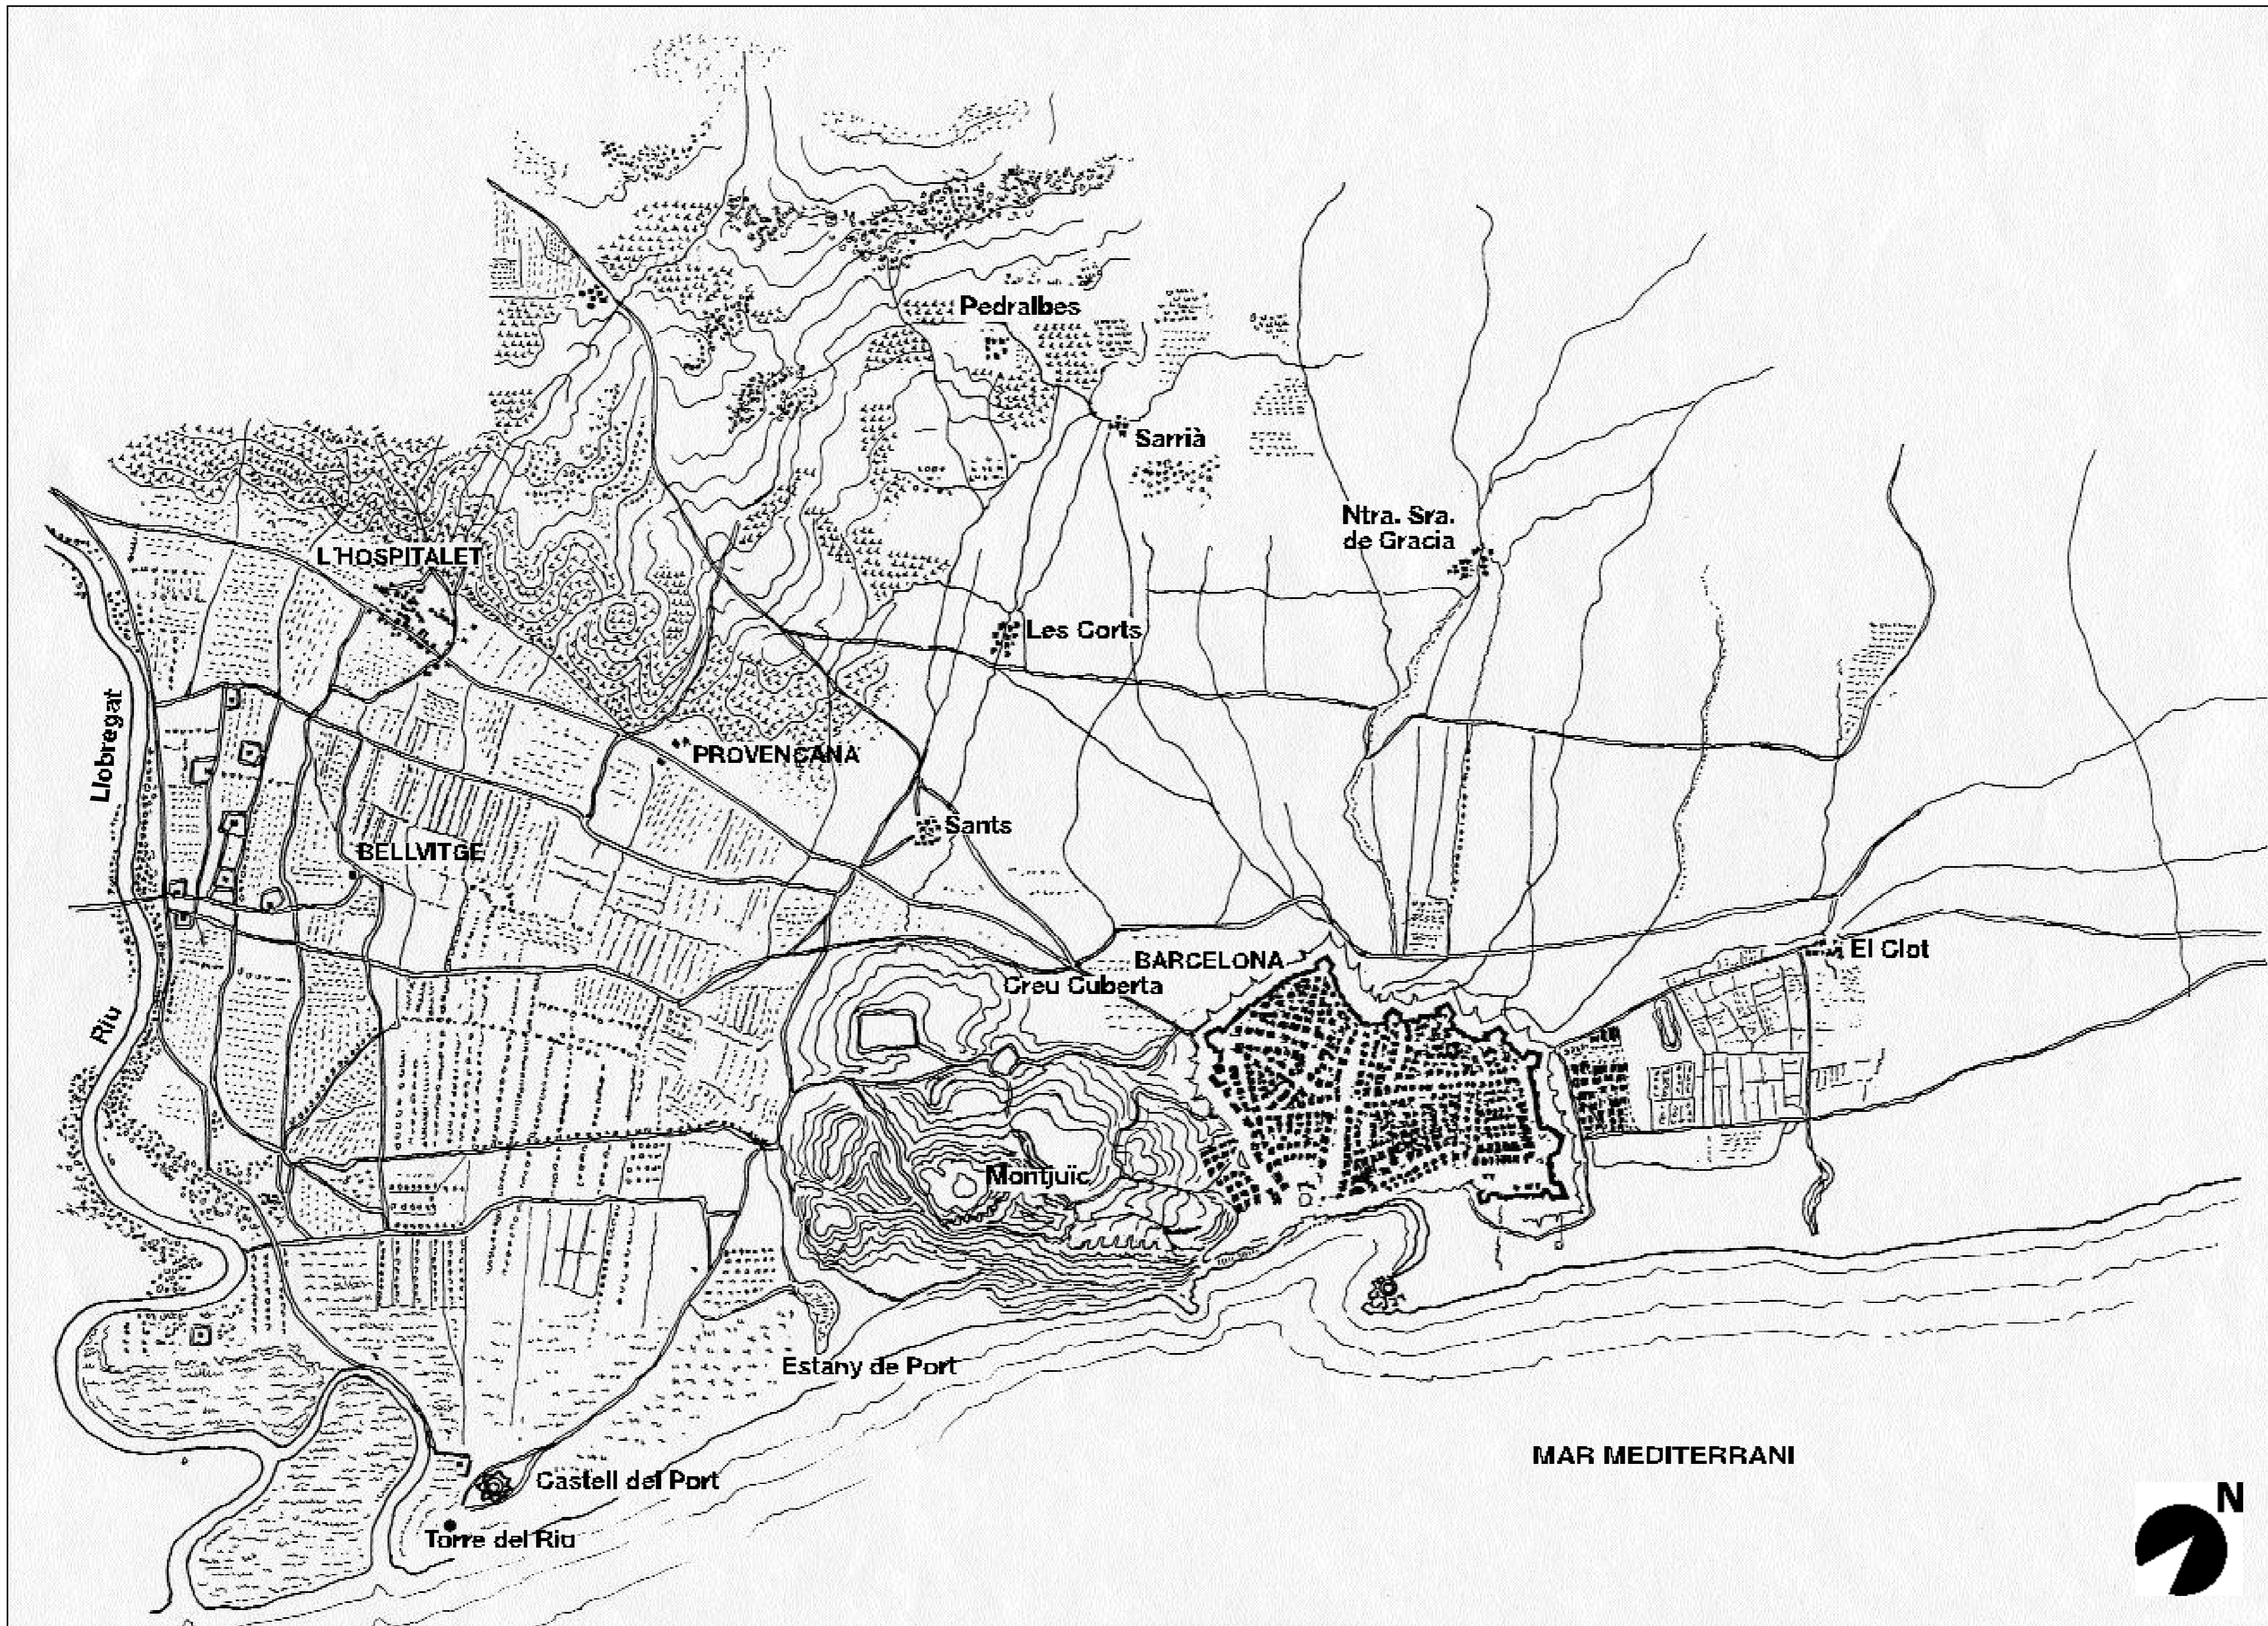 Pedralbes
Sarrià
Ntra. Sra.
de Gracia
L'HOSPITALET
Les Corts
Llobregat
PROVENÇANA
Sants
BELLVITGE
El Clot
BARCELONA
Creu Cuberta
Riu
Montjuïc
Estany de Port
MAR MEDITERRANI
Castell del Port
N
Torre del Riu